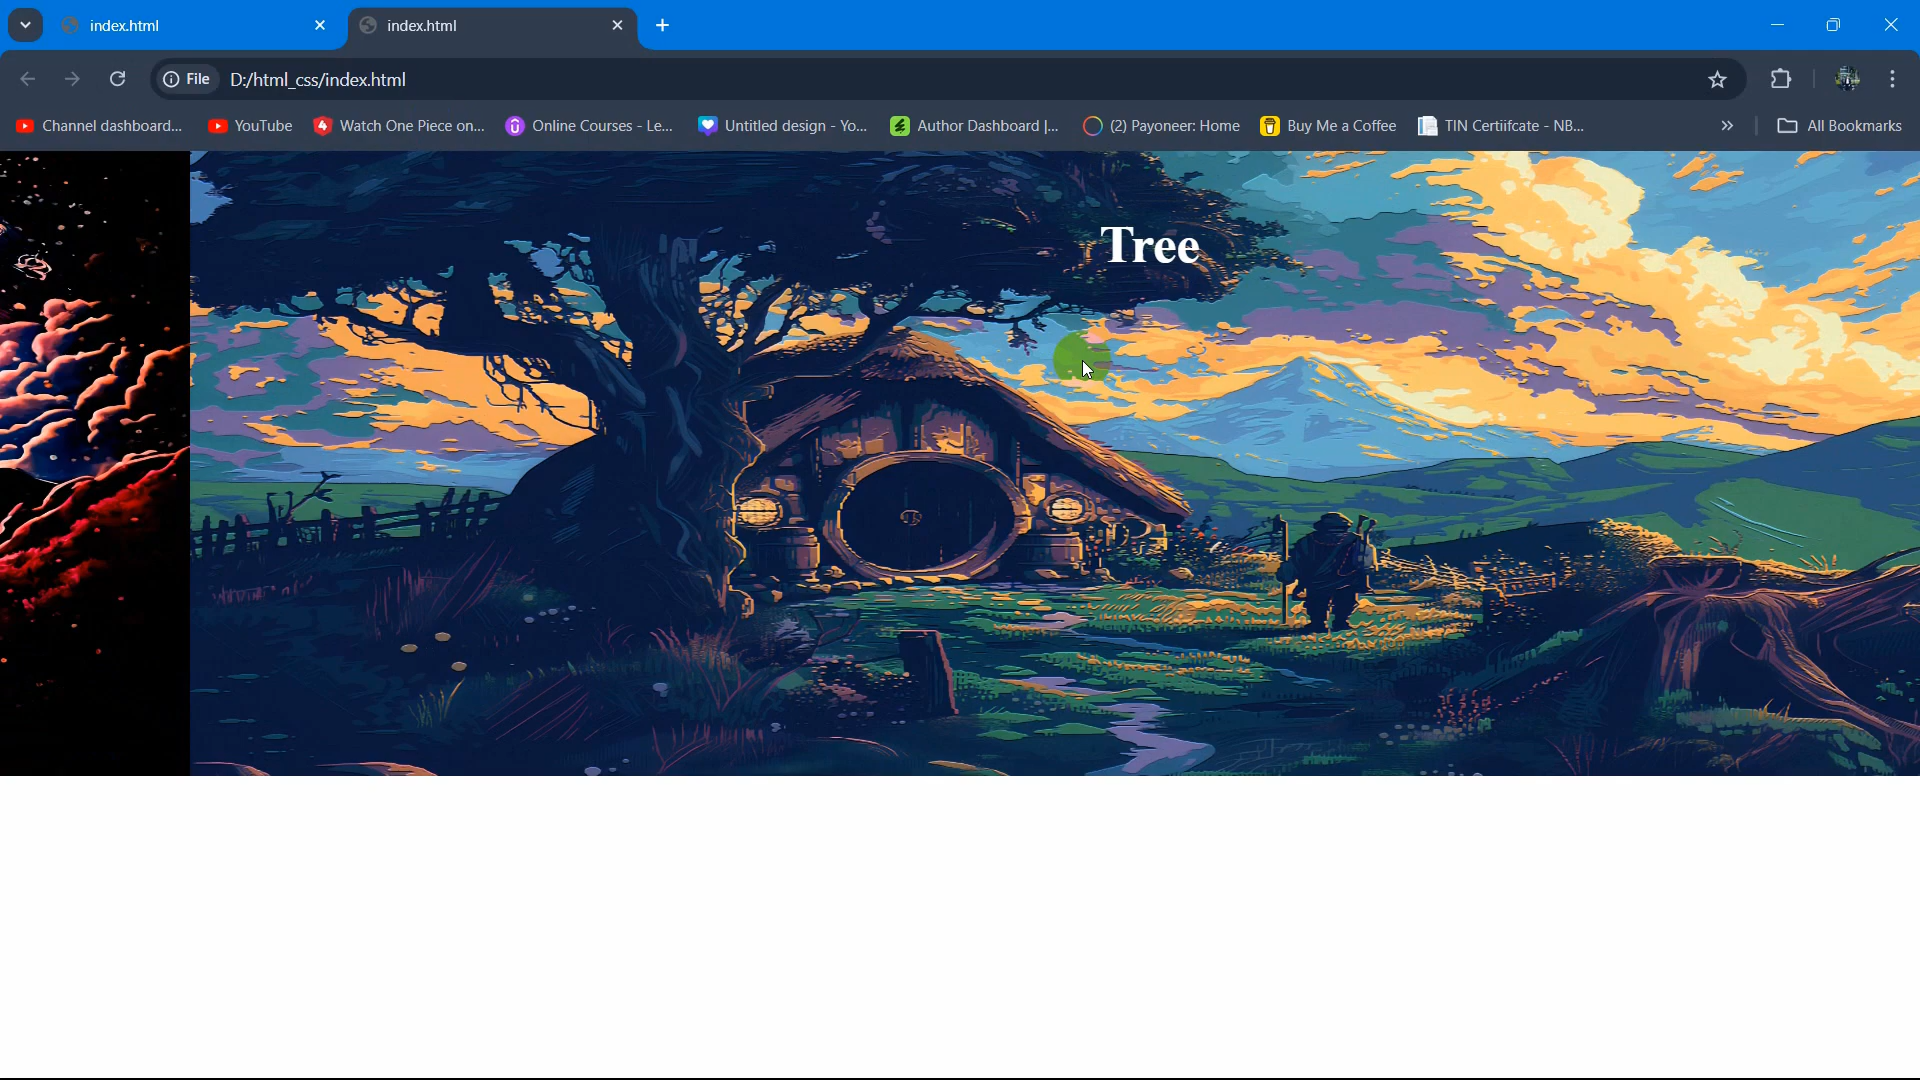 index.html
index.html
File
D:/html_css/index.html
Channel dashboard...
YouTube
Watch One Piece on...
Online Courses - Le...
Untitled design - Yo...
Author Dashboard |...
(2) Payoneer: Home
Buy Me a Coffee
TIN Certiifcate - NB...
All Bookmarks
Tree